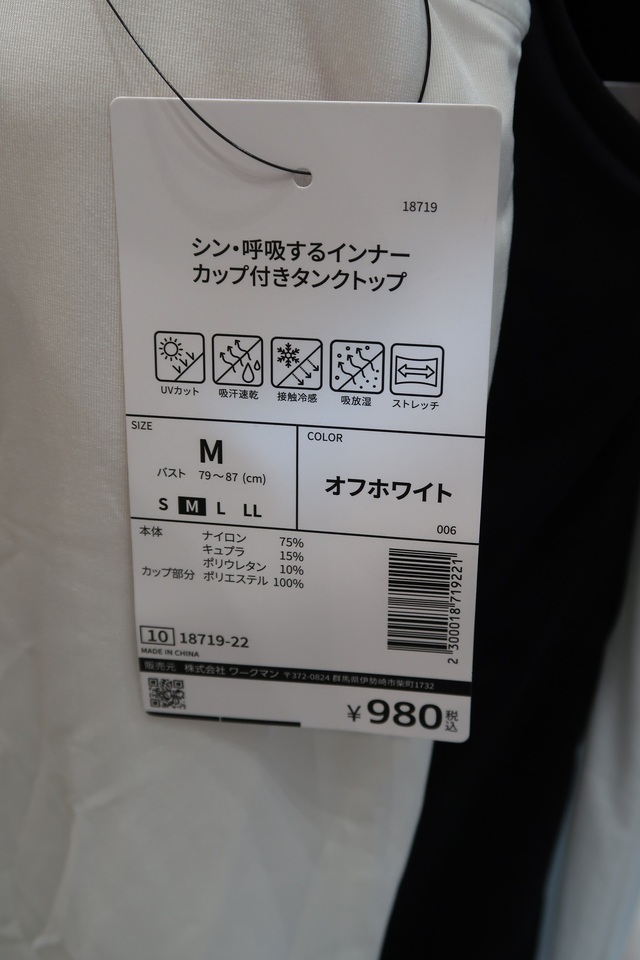 18719
シン・呼吸するインナー
カップ付きタンクトップ
UVカット 吸汗速乾 接触冷感 吸放湿 ストレッチ
SIZE
M
バスト 79～87 (cm)
S M L LL
COLOR
オフホワイト
006
本体 ナイロン 75%
キュプラ 15%
ポリウレタン 10%
カップ部分 ポリエステル 100%
2 300018 719221
10 18719-22
MADE IN CHINA
販売元 株式会社 ワークマン 〒372-0824 群馬県伊勢崎市柴町1732
¥980税込